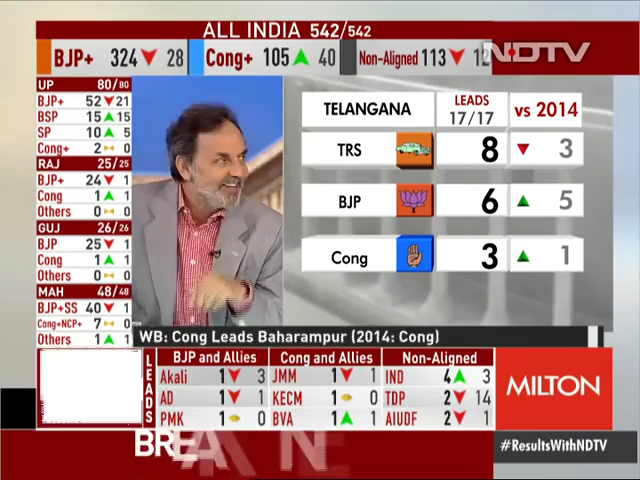 ALL INDIA 542/542
BJP+ 324 28 Cong+ 105 40 Non-Aligned 113
NDTV
UP 80/80
BJP+ 52 21
BSP 15 15
SP 10 5
Cong+ 2 0
RAJ 25/25
BJP+ 24 1
Cong 1 1
Others 0 0
GUJ 26/26
BJP 25 1
Cong 1 1
Others 0 0
MAH 48/48
BJP+SS 40 1
Cong+NCP+ 7 0
Others 1 1
TELANGANA LEADS 17/17 vs 2014
TRS 8 3
BJP 6 5
Cong 3 1
WB: Cong Leads Baharampur (2014: Cong)
LEADS
BJP and Allies Cong and Allies Non-Aligned
Akali 1 3 JMM 1 1 IND 4 3
AD 1 1 KECM 1 0 TDP 2 14
PMK 1 0 BVA 1 1 AIUDF 2 1
MILTON
#ResultsWithNDTV